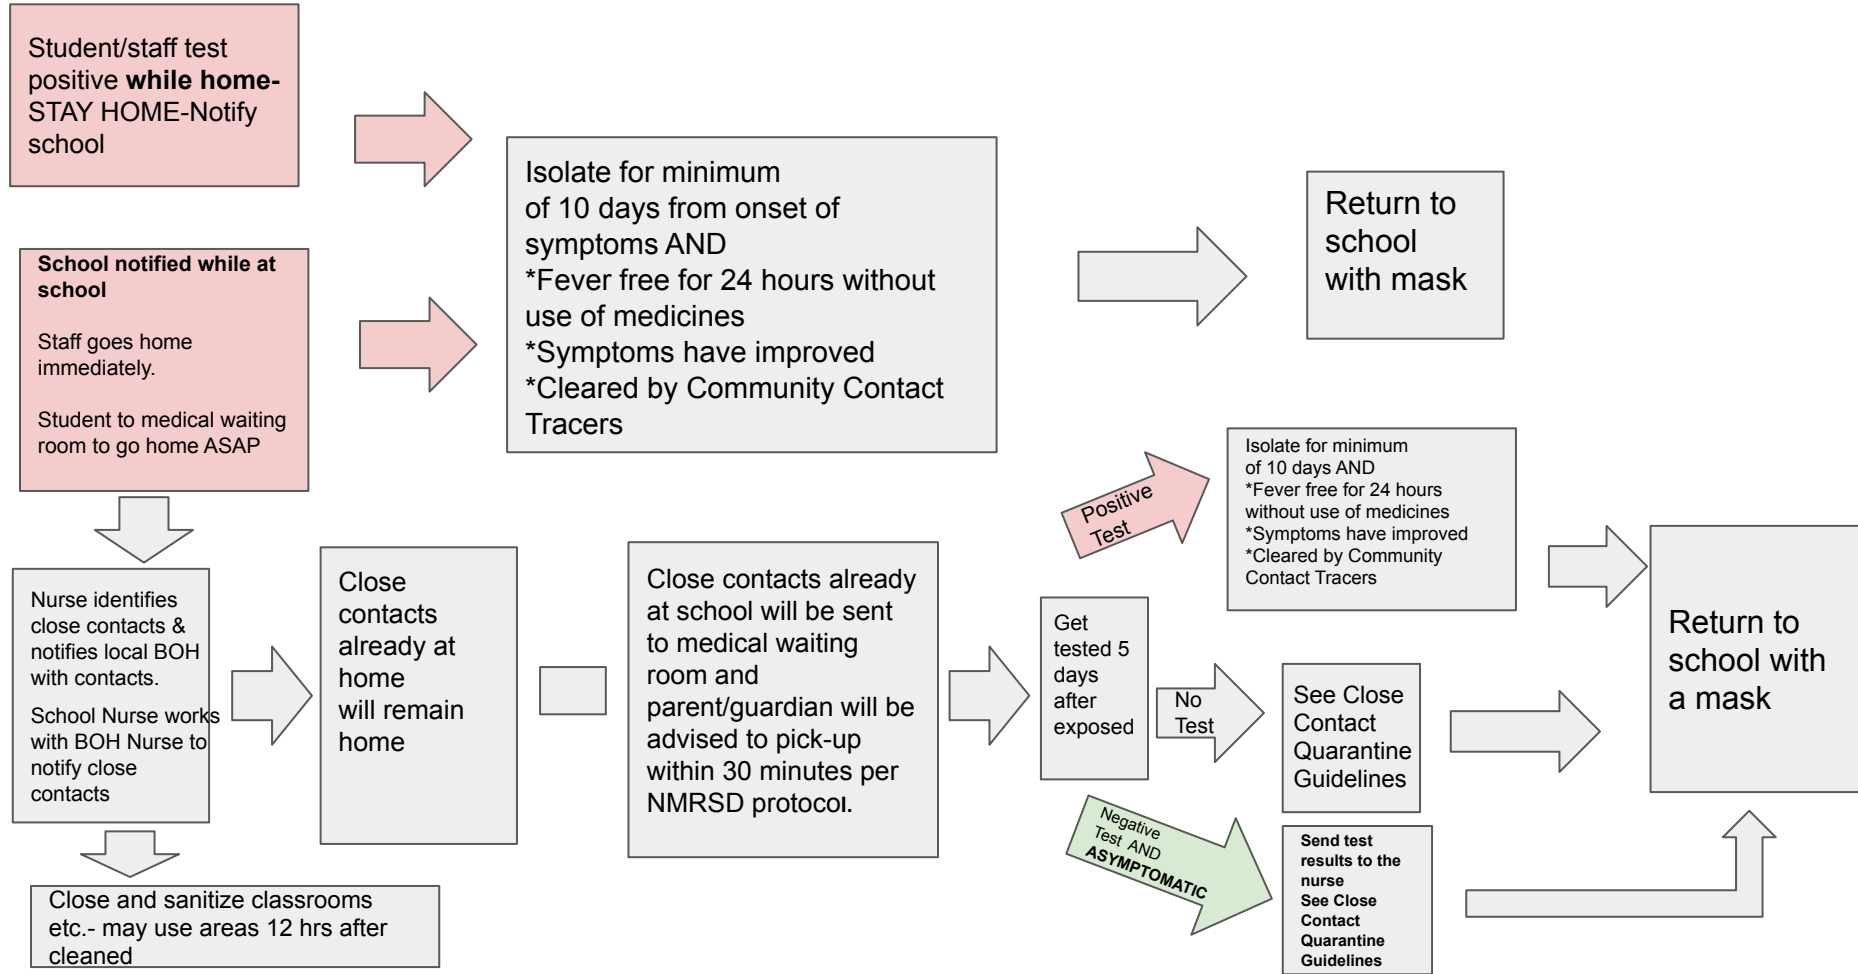 Student/staff test
positive while home-
STAY HOME-Notify
school
School notified while at
school
Staff goes home
immediately.
Student to medical waiting
room to go home ASAP
Isolate for minimum
of 10 days from onset of
symptoms AND
*Fever free for 24 hours without
use of medicines
*Symptoms have improved
*Cleared by Community Contact
Tracers
Return to
school
with mask
Nurse identifies
close contacts &
notifies local BOH
with contacts.
School Nurse works
with BOH Nurse to
notify close
contacts
Close and sanitize classrooms
etc.- may use areas 12 hrs after
cleaned
Close
contacts
already at
home
will remain
home
Close contacts already
at school will be sent
to medical waiting
room and
parent/guardian will be
advised to pick-up
within 30 minutes per
NMRSD protocol.
Get
tested 5
days
after
exposed
Positive
Test
Isolate for minimum
of 10 days AND
*Fever free for 24 hours
without use of medicines
*Symptoms have improved
*Cleared by Community
Contact Tracers
No
Test
See Close
Contact
Quarantine
Guidelines
Negative
Test AND
ASYMPTOMATIC
Send test
results to the
nurse
See Close
Contact
Quarantine
Guidelines
Return to
school with
a mask